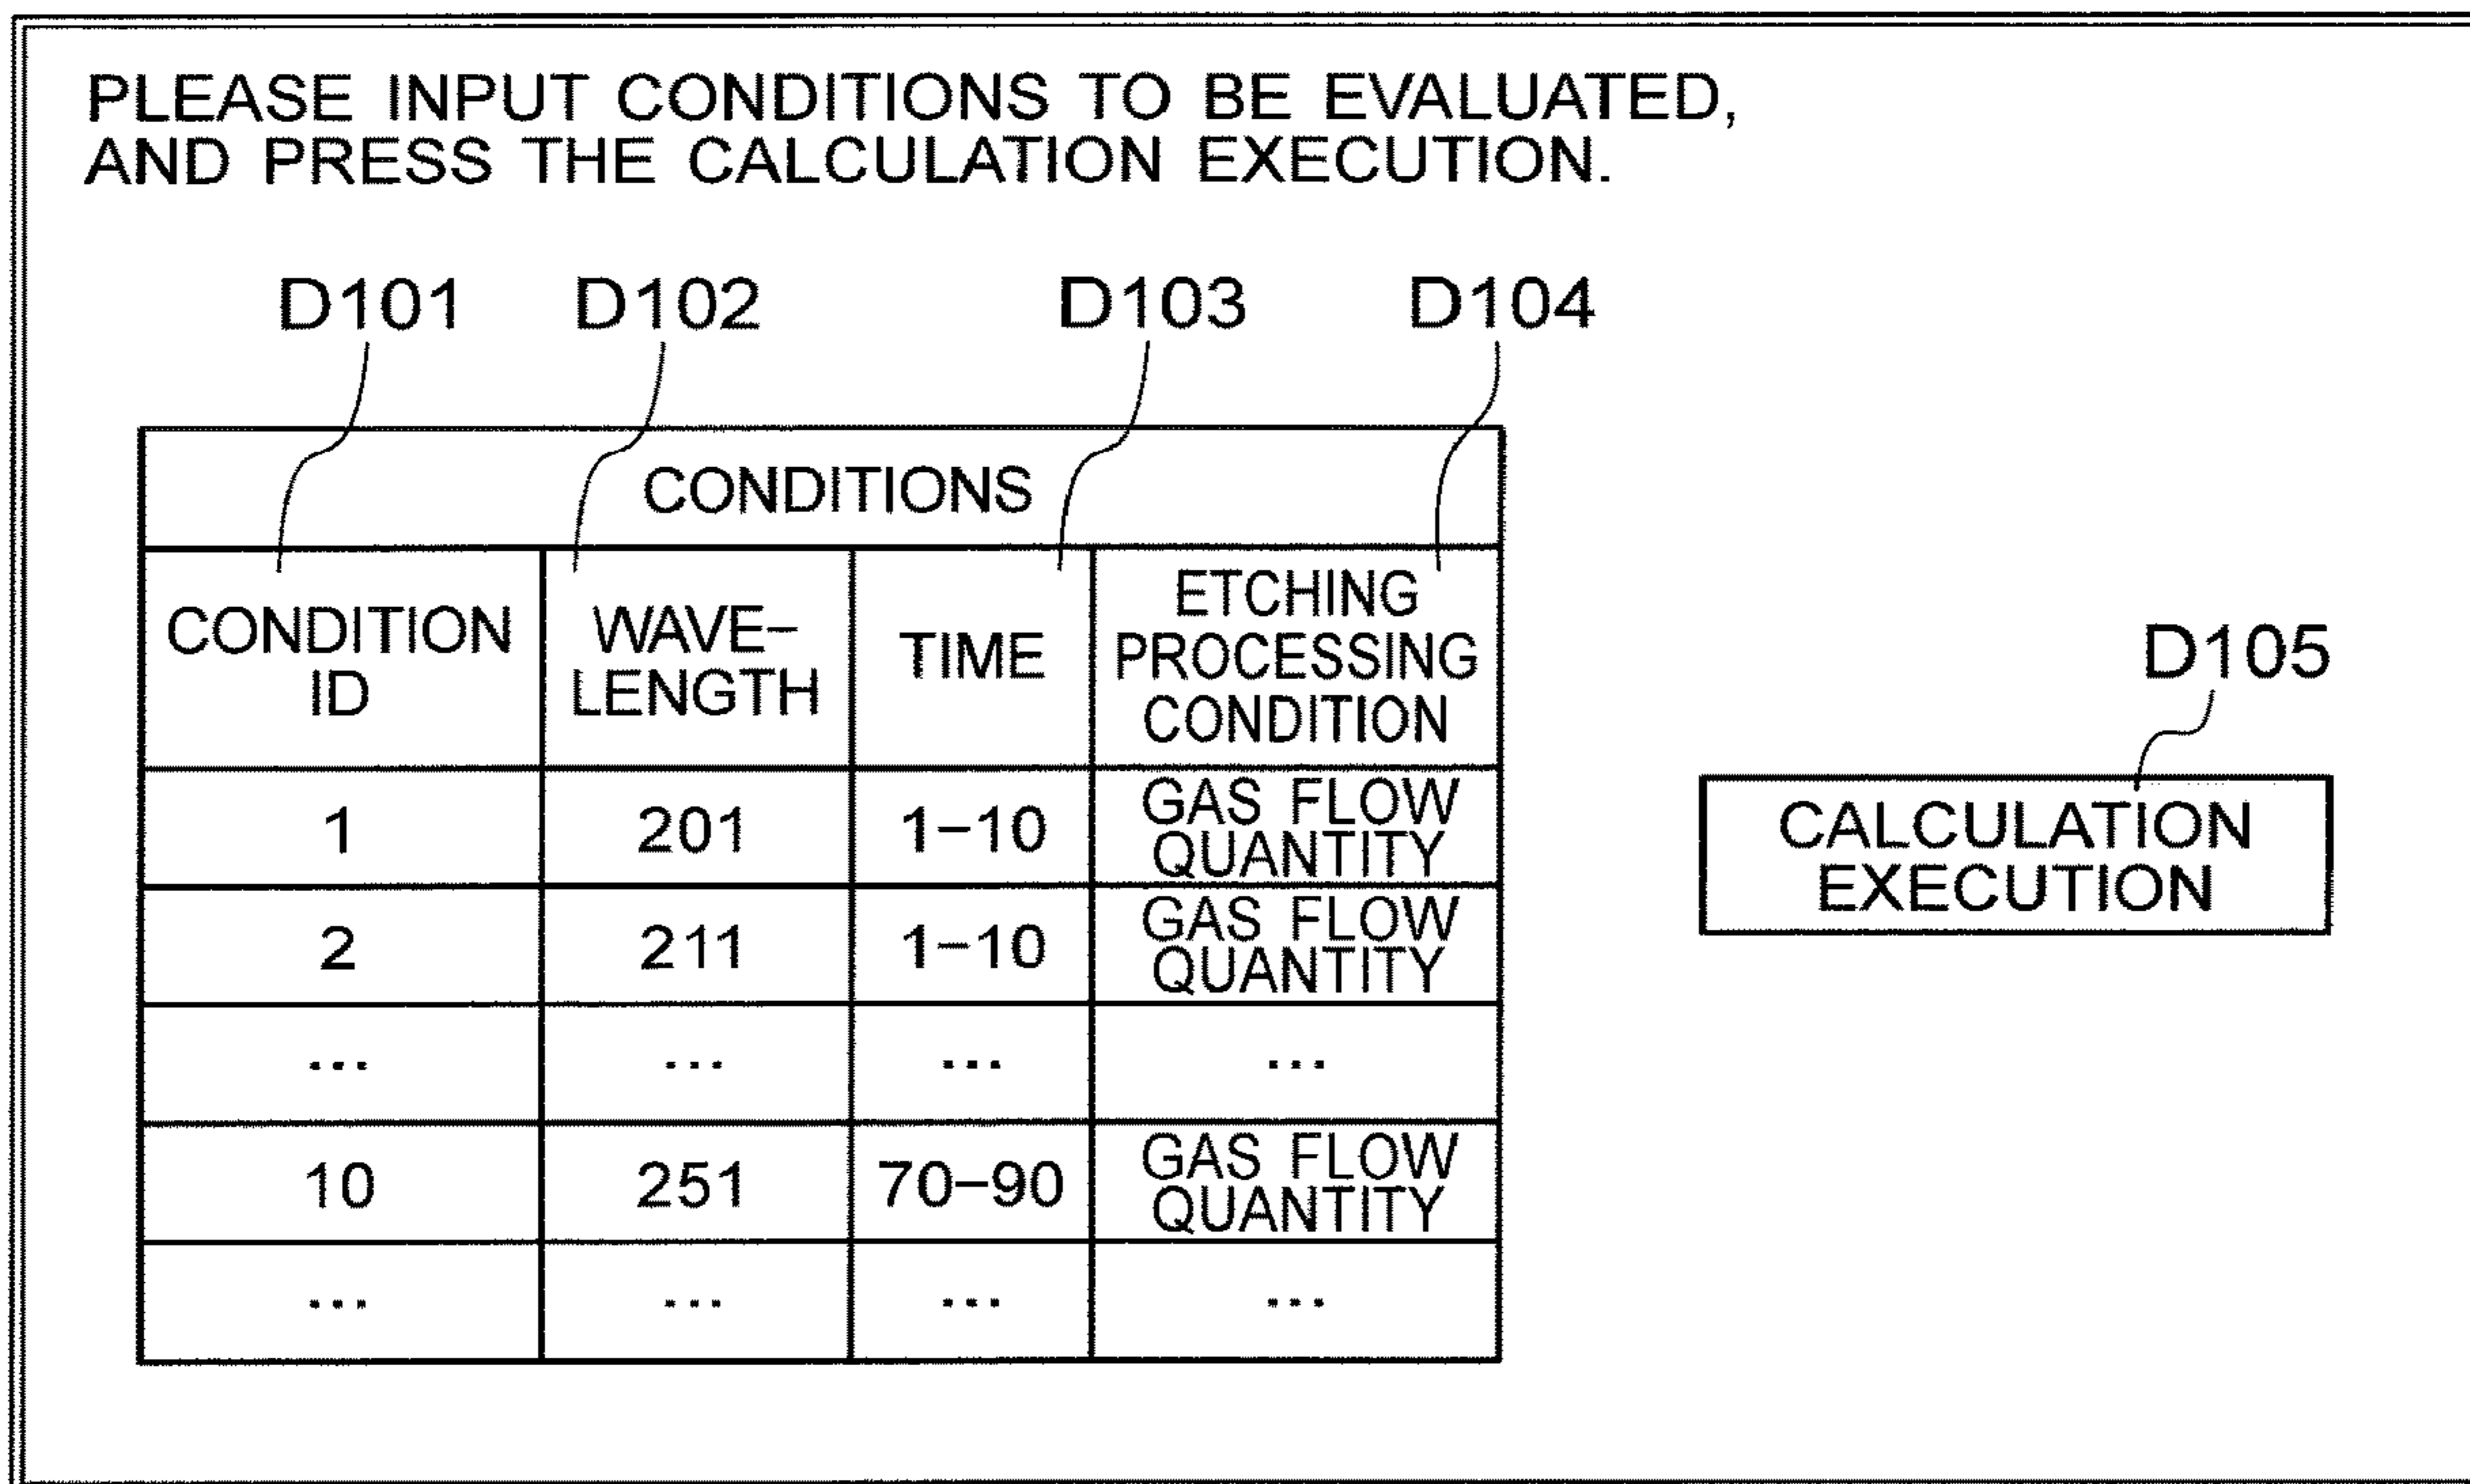 PLEASE INPUT CONDITIONS TO BE EVALUATED,
AND PRESS THE CALCULATION EXECUTION.
D101 D102 D103 D104
CONDITIONS
CONDITION
ID
WAVE-
LENGTH
TIME
ETCHING
PROCESSING
CONDITION
1 201 1-10 GAS FLOW
QUANTITY
2 211 1-10 GAS FLOW
QUANTITY
... ... ... ...
10 251 70-90 GAS FLOW
QUANTITY
... ... ... ...
D105
CALCULATION
EXECUTION